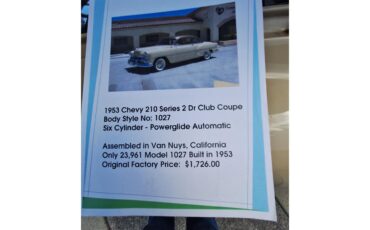 1953 Chevy 210 Series 2 Dr Club Coupe
Body Style No: 1027
Six Cylinder - Powerglide Automatic
Assembled in Van Nuys, California
Only 23,961 Model 1027 Built in 1953
Original Factory Price: $1,726.00